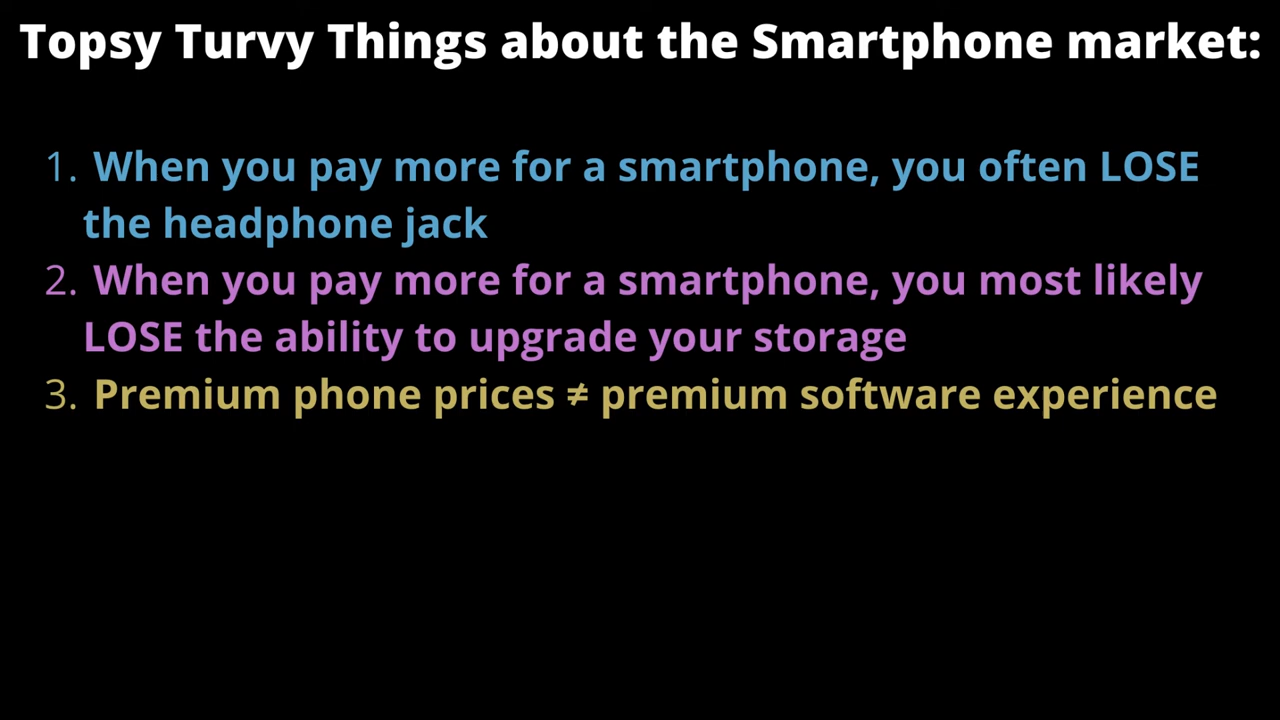 Topsy Turvy Things about the Smartphone market:
1. When you pay more for a smartphone, you often LOSE
the headphone jack
2. When you pay more for a smartphone, you most likely
LOSE the ability to upgrade your storage
3. Premium phone prices ≠ premium software experience